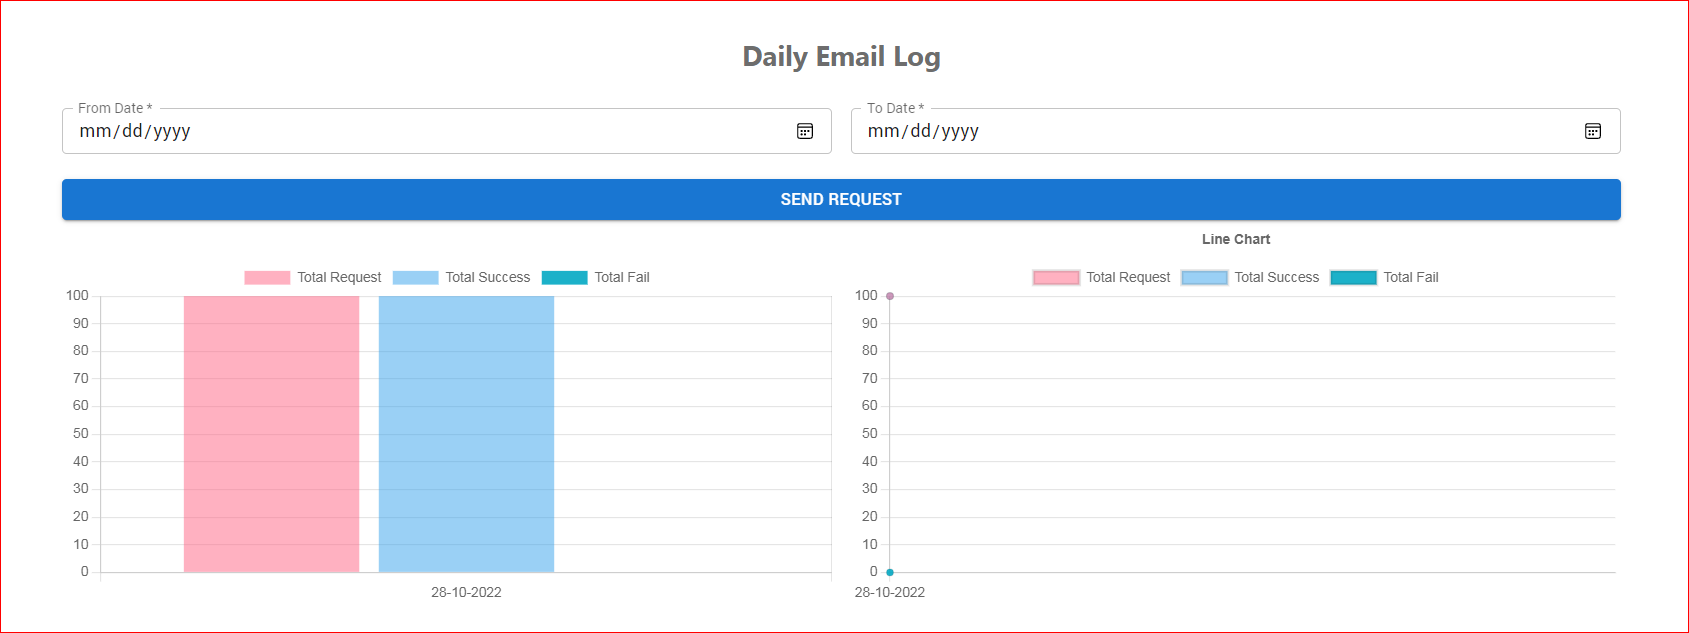 Daily Email Log
From Date *
To Date *
mm/dd/yyyy
mm/dd/yyyy
SEND REQUEST
Total Request Total Success Total Fail
100
90
80
70
60
50
40
30
20
10
0
28-10-2022
Line Chart
Total Request Total Success Total Fail
100
90
80
70
60
50
40
30
20
10
0
28-10-2022